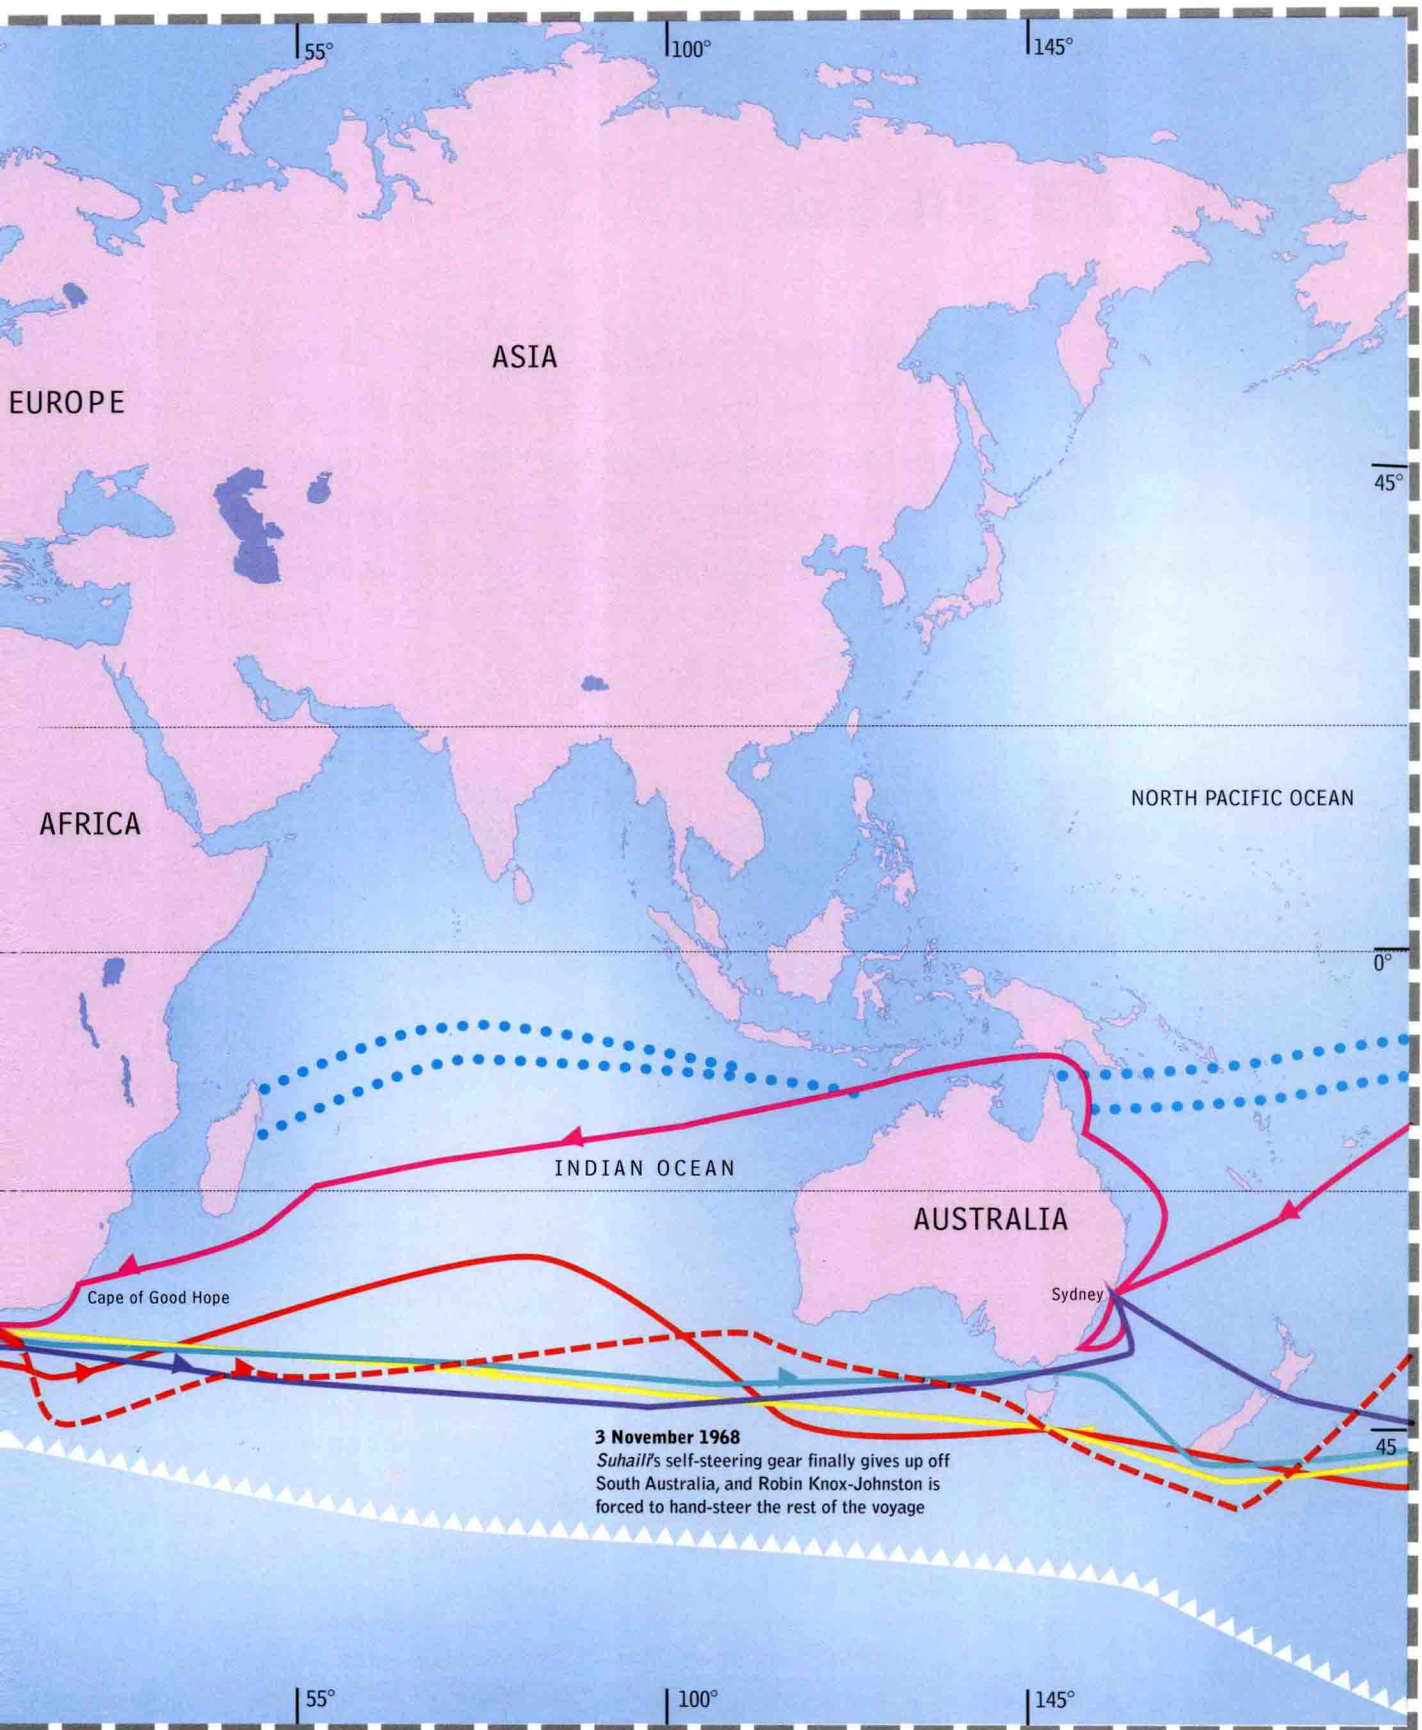 55°
100°
145°
ASIA
EUROPE
45°
NORTH PACIFIC OCEAN
AFRICA
0°
INDIAN OCEAN
AUSTRALIA
Cape of Good Hope
Sydney
3 November 1968
Suhaili's self-steering gear finally gives up off
South Australia, and Robin Knox-Johnston is
forced to hand-steer the rest of the voyage
45
55°
100°
145°